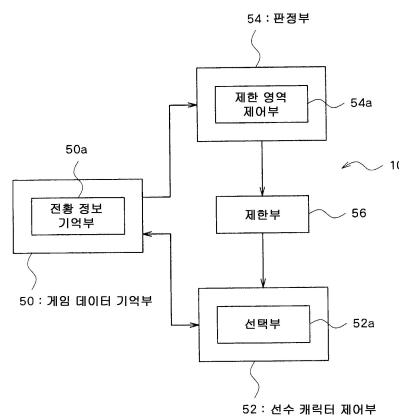 54 : 판정부
제한 영역
제어부
54a
50a
10
전황 정보
기억부
제한부
56
50 : 게임 데이터 기억부
선택부
52a
52 : 선수 캐릭터 제어부